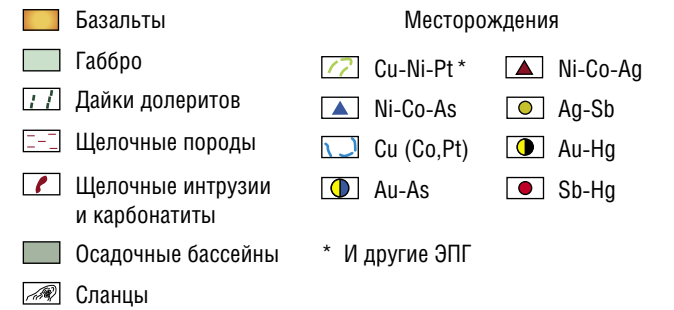 Базальты
Габбро
Дайки долеритов
Щелочные породы
Щелочные интрузии
и карбонатиты
Осадочные бассейны
Сланцы
Месторождения
Cu-Ni-Pt *
Ni-Co-As
Cu (Co,Pt)
Au-As
Ni-Co-Ag
Ag-Sb
Au-Hg
Sb-Hg
* И другие ЭПГ